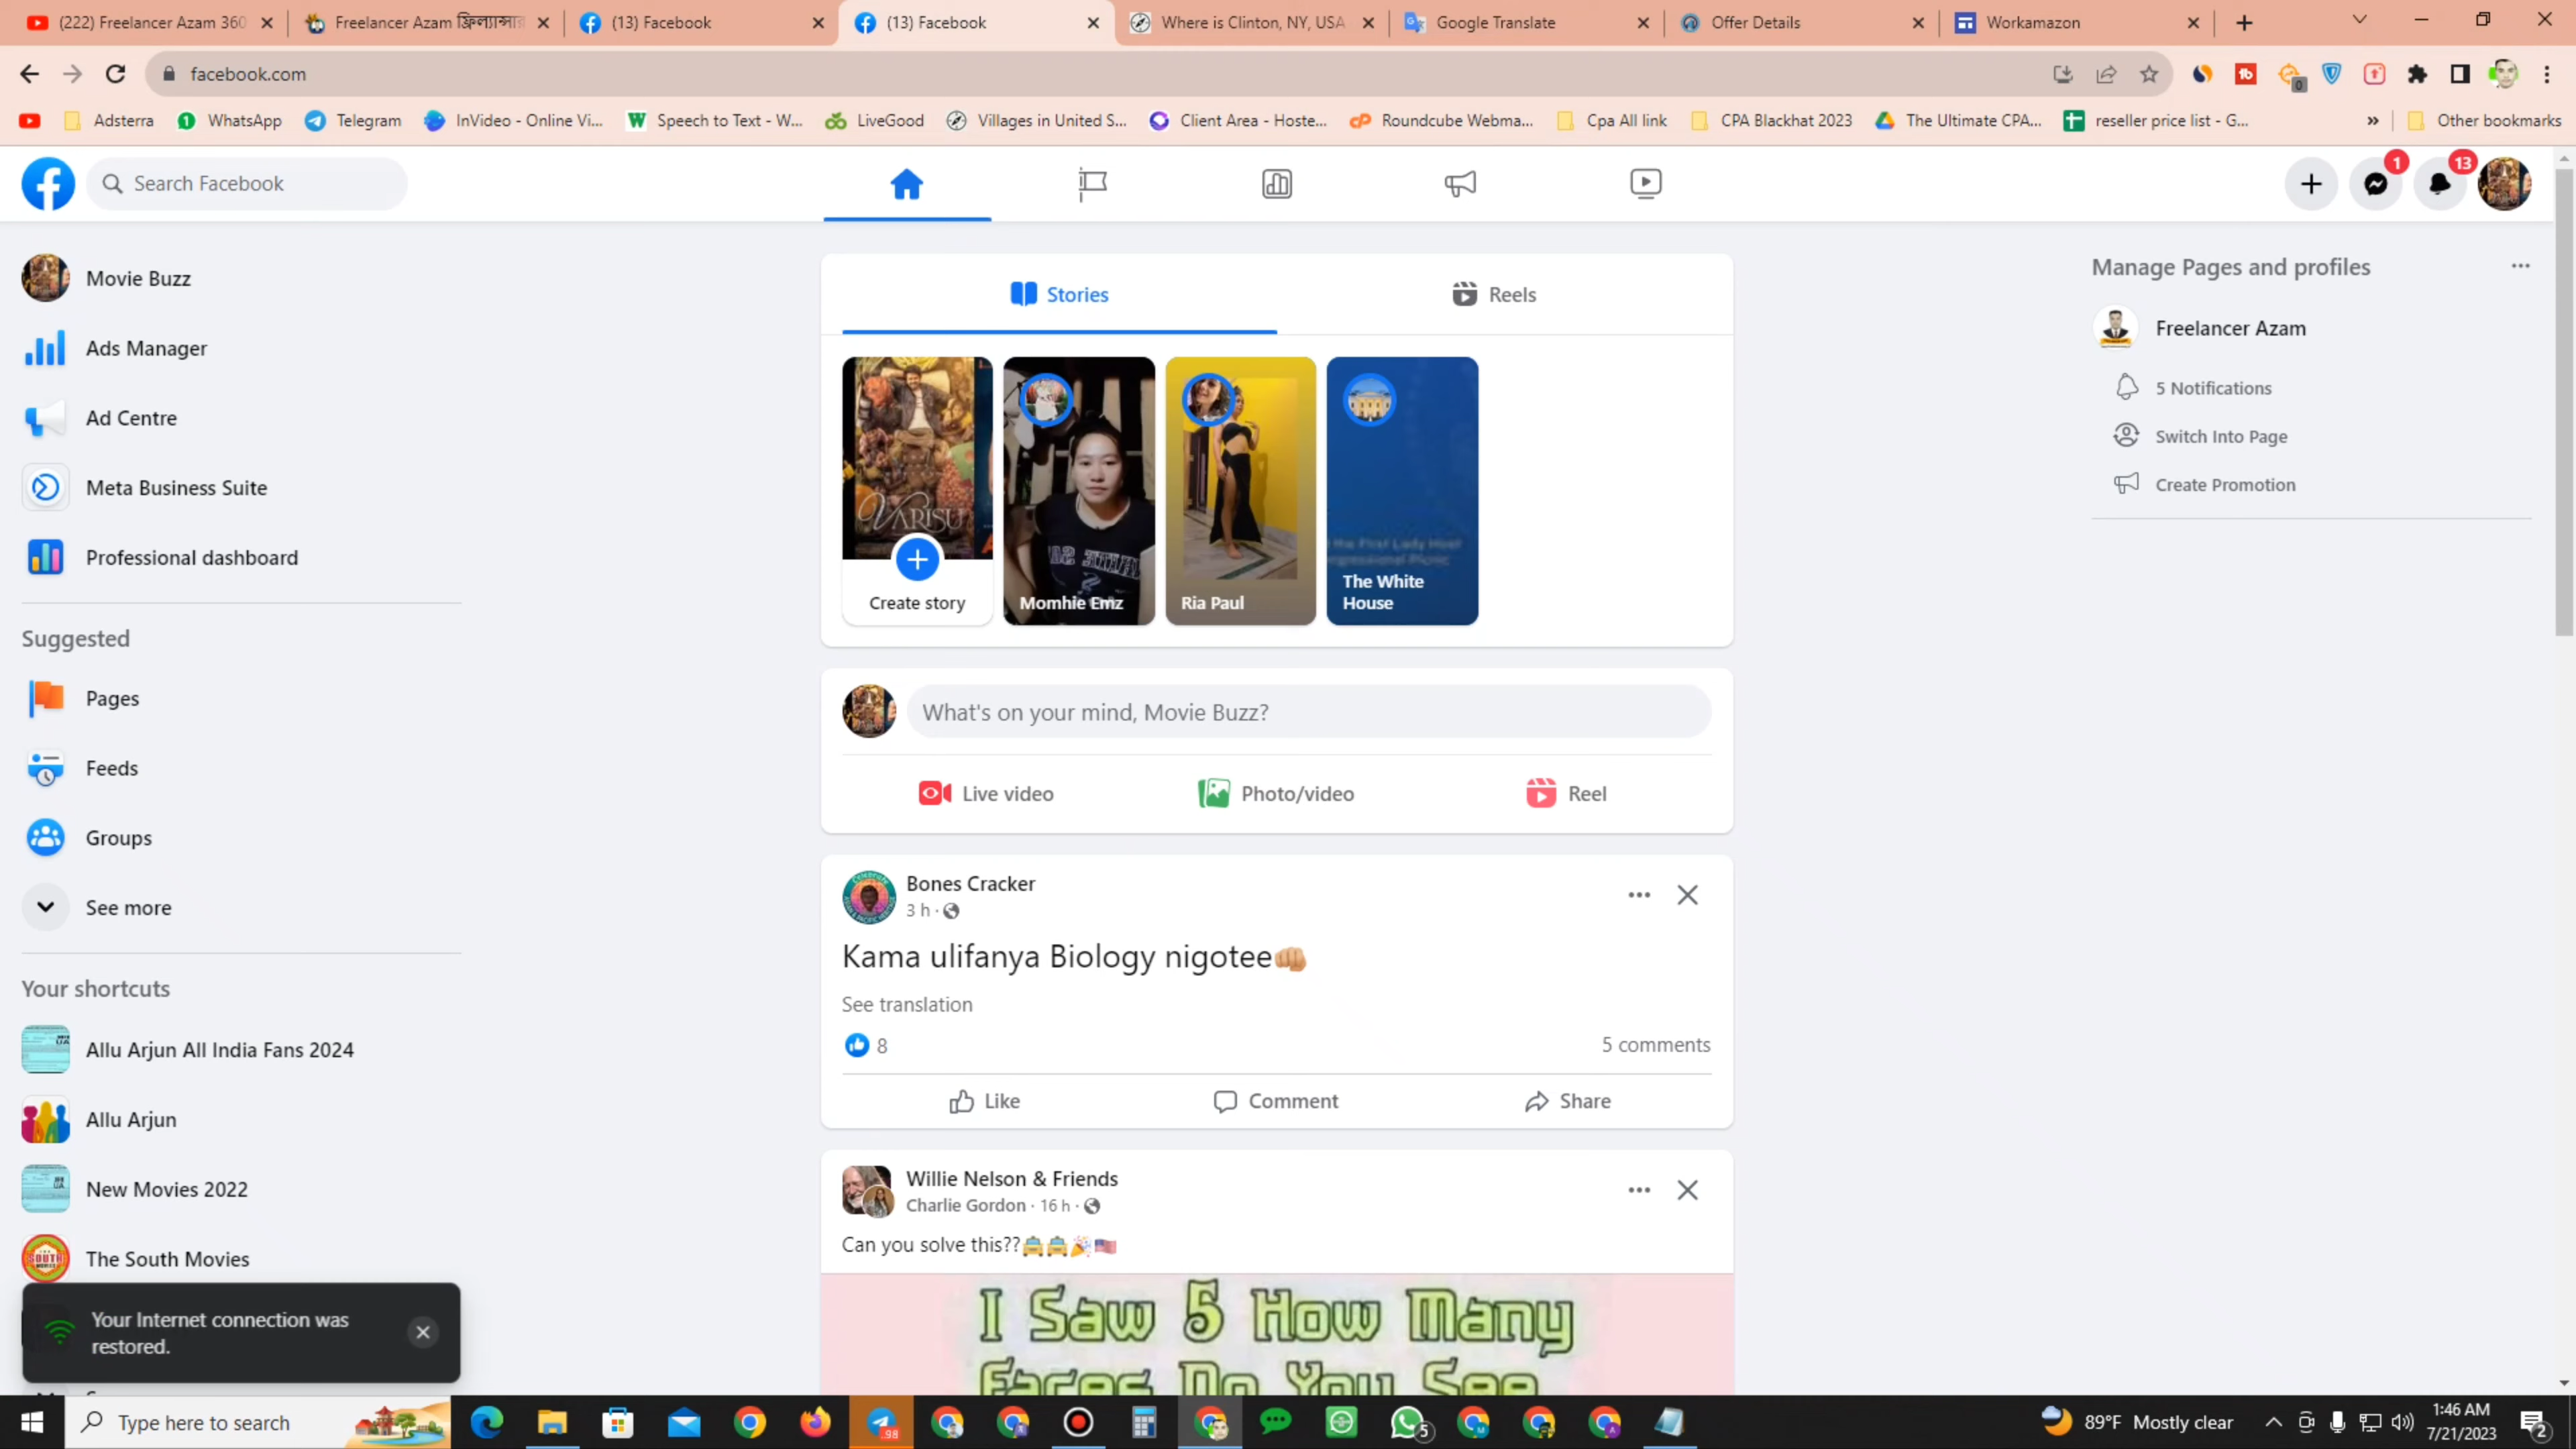 (222) Freelancer Azam 360
Freelancer Azam ফ্রিল্যান্সার
(13) Facebook
(13) Facebook
Where is Clinton, NY, USA
Google Translate
Offer Details
Workamazon
facebook.com
0
Adsterra
WhatsApp
Telegram
InVideo - Online Vi...
Speech to Text - W...
LiveGood
Villages in United S...
Client Area - Hoste...
Roundcube Webma...
Cpa All link
CPA Blackhat 2023
The Ultimate CPA...
reseller price list - G...
»
Other bookmarks
Search Facebook
1
13
Movie Buzz
Ads Manager
Ad Centre
Meta Business Suite
Professional dashboard
Suggested
Pages
Feeds
Groups
See more
Your shortcuts
Allu Arjun All India Fans 2024
Allu Arjun
New Movies 2022
The South Movies
Your Internet connection was
restored.
Stories
Reels
VARISU
Create story
Momhie Emz
Ria Paul
The White
House
What's on your mind, Movie Buzz?
Live video
Photo/video
Reel
Bones Cracker
3 h ·
Kama ulifanya Biology nigotee👊🏼
See translation
8
5 comments
Like
Comment
Share
Willie Nelson & Friends
Charlie Gordon · 16 h ·
Can you solve this??🚖🚖🎉🇺🇸
I Saw 5 How Many
Faces Do You See
Manage Pages and profiles
Freelancer Azam
5 Notifications
Switch Into Page
Create Promotion
Type here to search
.98
5
89°F Mostly clear
1:46 AM
7/21/2023
2